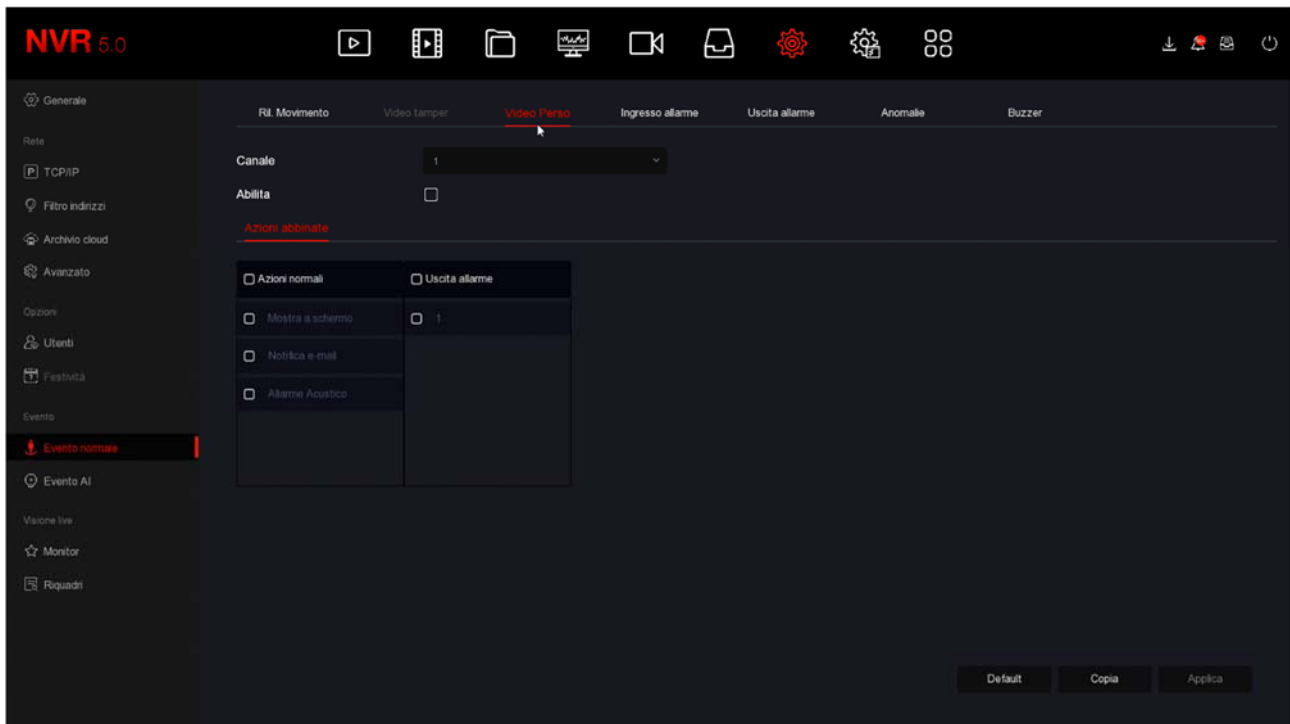 NVR 5.0
Generale
Rete
P TCP/IP
Filtro indirizzi
Archivio cloud
Avanzato
Opzioni
Utenti
Festività
Evento
Evento normale
Evento AI
Visione live
Monitor
Riquadri
Ril. Movimento Video tamper Video Perso Ingresso allarme Uscita allarme Anomalie Buzzer
Canale 1
Abilita
Azioni abbinate
Azioni normali Uscita allarme
Mostra a schermo 1
Notifica e-mail
Allarme Acustico
Default Copia Applica